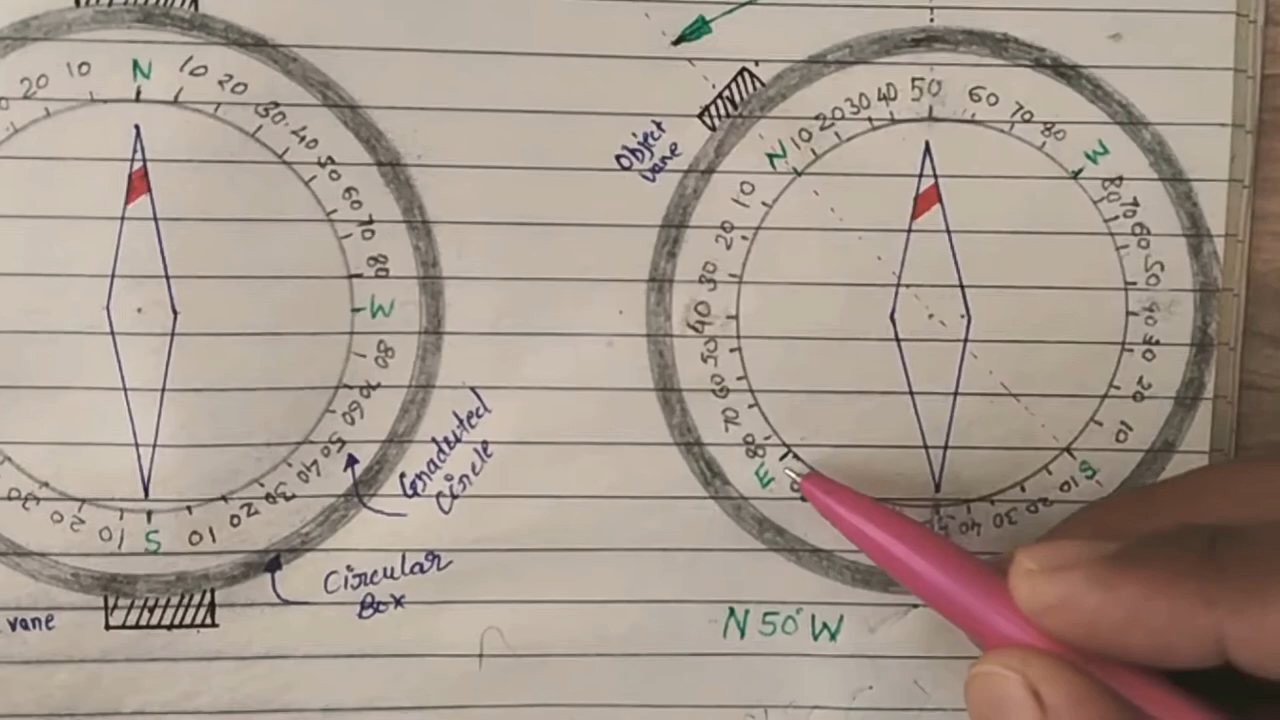 20 10 N 10 20 30 40 50 60 70 80 W 80 70 60 50 40 30 20 10 S 10 20 30
Graduted
Circle
Circular
Box
vane
Object
vane
N 10 20 30 40 50 60 70 80 W 80 70 60 50 40 30 20 10 S 10 20 30 40
10 20 30 40 50 60 70 80 E
N 50° W